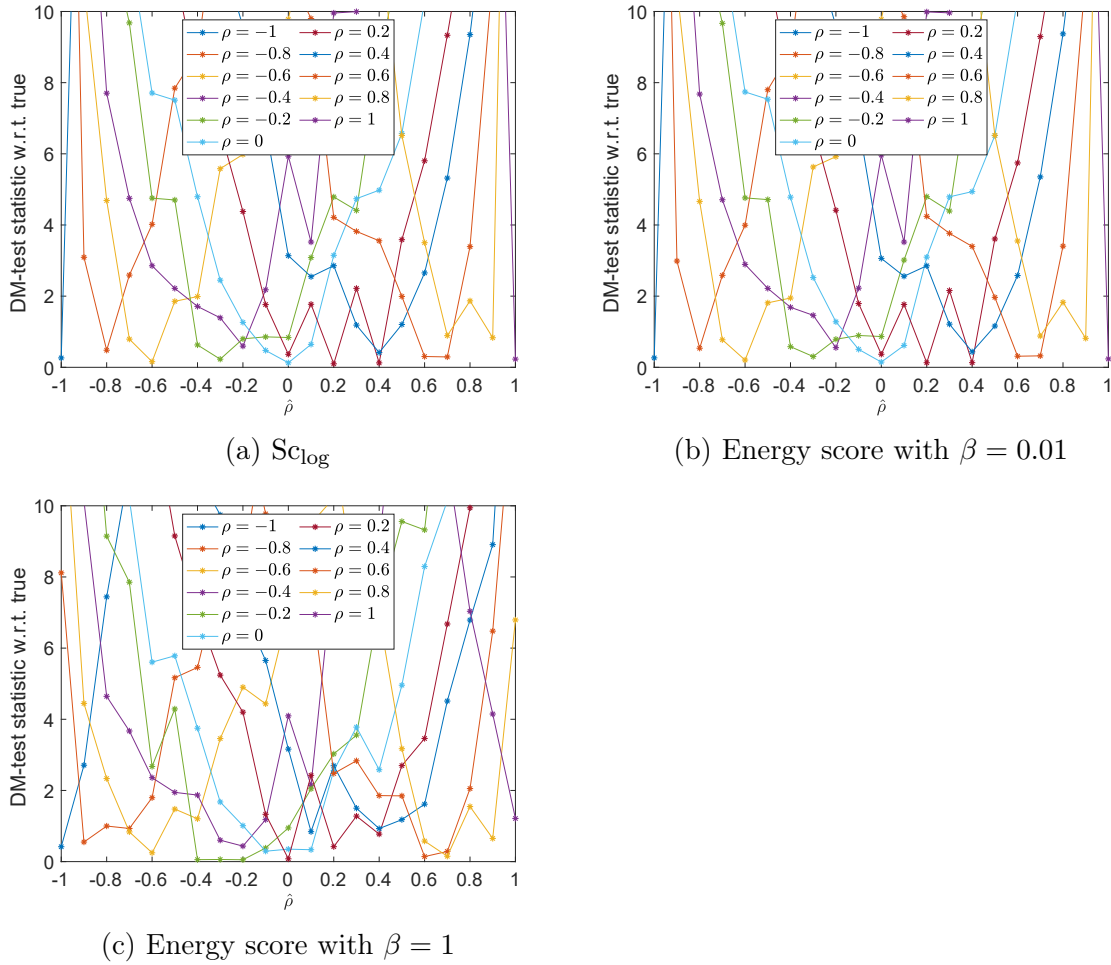 10
8
6
4
2
0
DM-test statistic w.r.t. true
ρ = −1
ρ = −0.8
ρ = −0.6
ρ = −0.4
ρ = −0.2
ρ = 0
ρ = 0.2
ρ = 0.4
ρ = 0.6
ρ = 0.8
ρ = 1
-1 -0.8 -0.6 -0.4 -0.2 0 0.2 0.4 0.6 0.8 1
ρ̂
(a) Sc_log
10
8
6
4
2
0
DM-test statistic w.r.t. true
ρ = −1
ρ = −0.8
ρ = −0.6
ρ = −0.4
ρ = −0.2
ρ = 0
ρ = 0.2
ρ = 0.4
ρ = 0.6
ρ = 0.8
ρ = 1
-1 -0.8 -0.6 -0.4 -0.2 0 0.2 0.4 0.6 0.8 1
ρ̂
(b) Energy score with β = 0.01
10
8
6
4
2
0
DM-test statistic w.r.t. true
ρ = −1
ρ = −0.8
ρ = −0.6
ρ = −0.4
ρ = −0.2
ρ = 0
ρ = 0.2
ρ = 0.4
ρ = 0.6
ρ = 0.8
ρ = 1
-1 -0.8 -0.6 -0.4 -0.2 0 0.2 0.4 0.6 0.8 1
ρ̂
(c) Energy score with β = 1